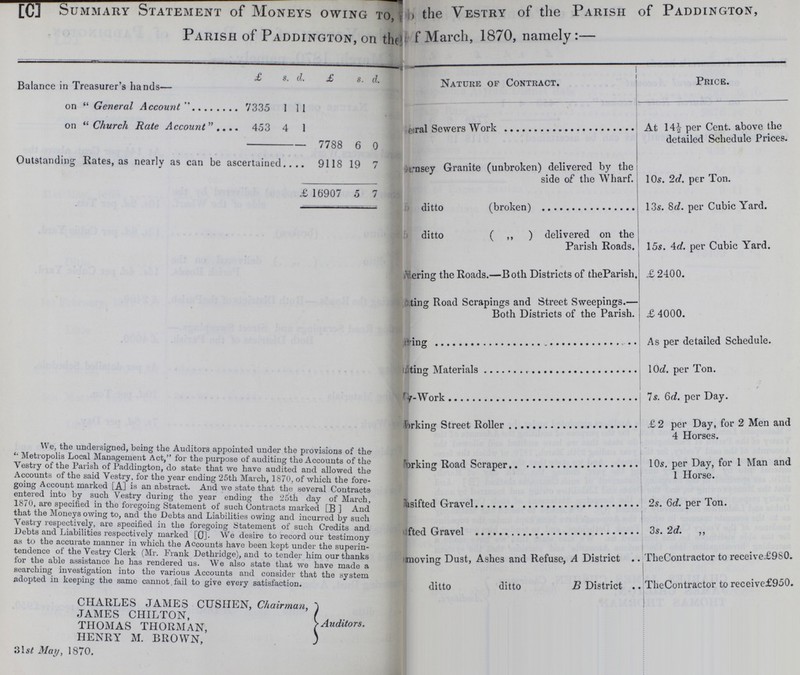 [C] SUMMARY STATEMENT OF MONEYS OWING TO, the VESTRY of the PARISH of PADDINGTON,
PARISH of PADDINGTON, on the f March, 1870, namely:—
£ s. d. £ s. d.
Balance in Treasurer's hands—
on " General Account " ........ 7335 1 11
on " Church Rate Account" .... 453 4 1
7788 6 0
Outstanding Rates, as nearly as can be ascertained.... 9118 19 7
£ 16907 5 7
We, the undersigned, being the Auditors appointed under the provisions of the
" Metropolis Local Management Act," for the purpose of auditing the Accounts of the
Vestry of the Parish of Paddington, do state that we have audited and allowed the
Accounts of the said Vestry, for the year ending 25th March, 1870, of which the fore-
going Account marked [A] is an abstract. And we state that the several Contracts
entered into by such Vestry during the year ending the 25th day of March,
1870, are specified in the foregoing Statement of such Contracts marked [B ] And
that the Moneys owing to, and the Debts and Liabilities owing and incurred by such
Vestry respectively, are specified in the foregoing Statement of such Credits and
Debts and Liabilities respectively marked [C]. We desire to record our testimony
as to the accurate manner in which the Accounts have been kept under the superin-
tendence of the Vestry Clerk (Mr. Frank Dethridge), and to tender him our thanks
for the able assistance he has rendered us. We also state that we have made a
searching investigation into the various Accounts and consider that the system
adopted in keeping the same cannot fail to give every satisfaction.
CHARLES JAMES CUSHEN, Chairman,
JAMES CHILTON,
THOMAS THORMAN,
HENRY M. BROWN,
Auditors.
31st May, 1870.
NATURE OF CONTRACT. PRICE.
ral Sewers Work ........................ At 14½ per Cent. above the
detailed Schedule Prices.
nsey Granite (unbroken) delivered by the
side of the Wharf. 10s. 2d. per Ton.
ditto (broken) ................ 13s. 8d. per Cubic Yard.
ditto ( ,, ) delivered on the
Parish Roads. 15s. 4d. per Cubic Yard.
ering the Roads.—Both Districts of theParish. £ 2400.
ting Road Scrapings and Street Sweepings.—
Both Districts of the Parish. £ 4000.
ring .................................. As per detailed Schedule.
ting Materials .......................... 10d. per Ton.
y-Work ................................ 7s. 6d. per Day.
rking Street Roller ...................... £ 2 per Day, for 2 Men and
4 Horses.
orking Road Scraper.. .................. 10s. per Day, for 1 Man and
1 Horse.
nsifted Gravel............................ 2s. 6d. per Ton.
fted Gravel ............................ 3s. 2d. ,,
moving Dust, Ashes and Refuse, A District .. TheContractor to receive£980.
ditto ditto B District .. TheContractor to receive£950.